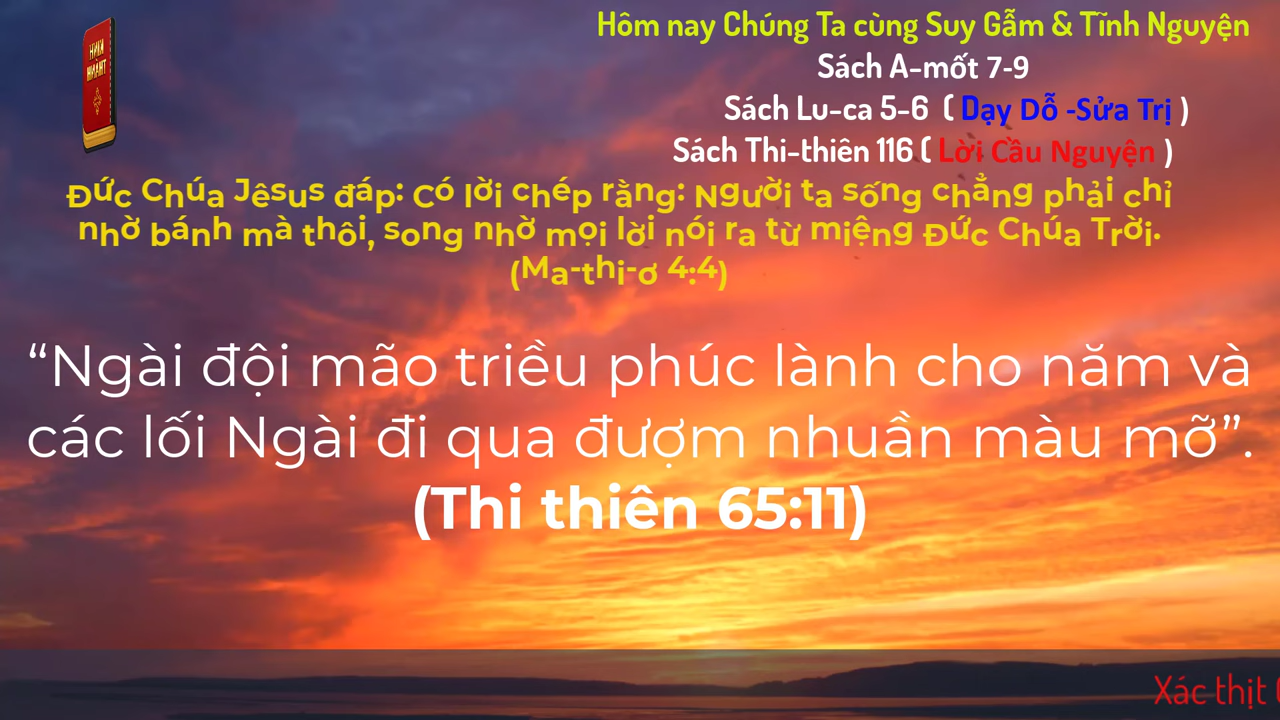 Hôm nay Chúng Ta cùng Suy Gẫm & Tĩnh Nguyện
Sách A-mốt 7-9
Sách Lu-ca 5-6 ( Dạy Dỗ -Sửa Trị )
Sách Thi-thiên 116 ( Lời Cầu Nguyện )
KINH
THÁNH
Đức Chúa Jêsus đáp: Có lời chép rằng: Người ta sống chẳng phải chỉ
nhờ bánh mà thôi, song nhờ mọi lời nói ra từ miệng Đức Chúa Trời.
(Ma-thi-ơ 4:4)
“Ngài đội mão triều phúc lành cho năm và
các lối Ngài đi qua đượm nhuần màu mỡ”.
(Thi thiên 65:11)
Xác thịt